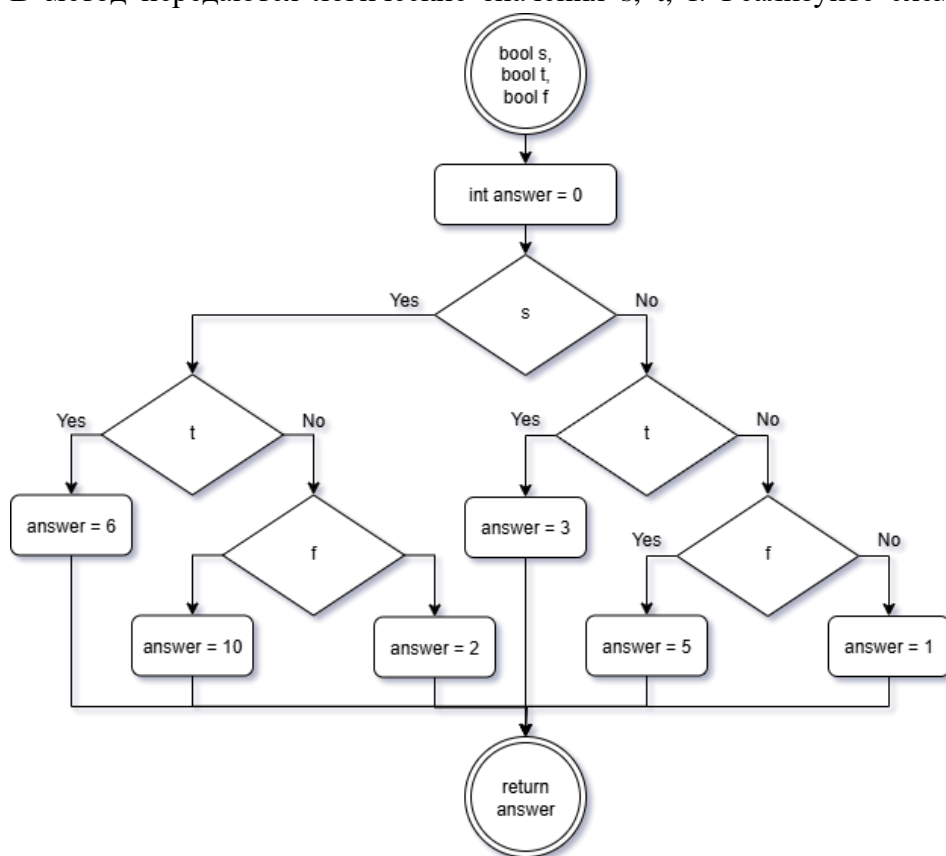 bool s,
bool t,
bool f
int answer = 0
s
Yes
No
t
Yes
No
t
Yes
No
answer = 6
f
answer = 3
f
Yes
No
answer = 10
answer = 2
answer = 5
answer = 1
return
answer